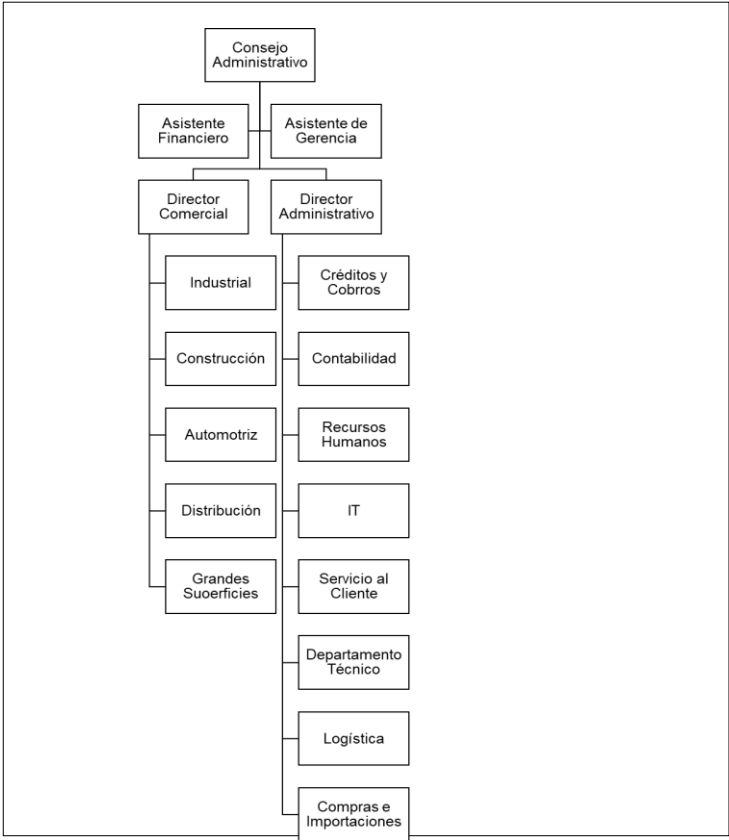 Consejo
Administrativo
Asistente
Financiero
Asistente de
Gerencia
Director
Comercial
Director
Administrativo
Industrial
Créditos y
Cobrros
Construcción
Contabilidad
Automotriz
Recursos
Humanos
Distribución
IT
Grandes
Suoerficies
Servicio al
Cliente
Departamento
Técnico
Logística
Compras e
Importaciones